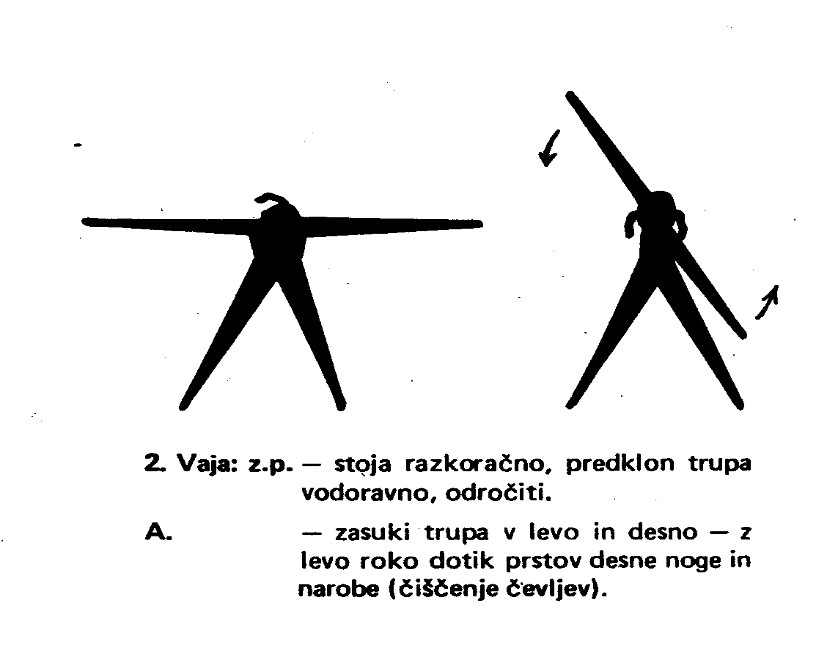 2. Vaja: z.p. — stoja razkoračno, predklon trupa
vodoravno, odročiti.
A. — zasuki trupa v levo in desno — z
levo roko dotik prstov desne noge in
narobe (čiščenje čevljev).